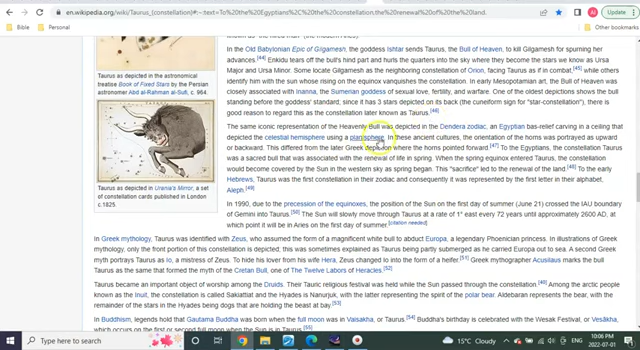 en.wikipedia.org/wiki/Taurus_(constellation)#:~:text=To%20the%20Egyptians%2C%20the%20constellation,the%20renewal%20of%20the%20land.
Update
Bible
Personal
Other bookmarks
In the Old Babylonian Epic of Gilgamesh, the goddess Ishtar sends Taurus, the Bull of Heaven, to kill Gilgamesh for spurning her
advances.[44] Enkidu tears off the bull's hind part and hurls the quarters into the sky where they become the stars we know as Ursa
Major and Ursa Minor. Some locate Gilgamesh as the neighboring constellation of Orion, facing Taurus as if in combat,[45] while others
identify him with the sun whose rising on the equinox vanquishes the constellation. In early Mesopotamian art, the Bull of Heaven was
closely associated with Inanna, the Sumerian goddess of sexual love, fertility, and warfare. One of the oldest depictions shows the bull
standing before the goddess' standard; since it has 3 stars depicted on its back (the cuneiform sign for "star-constellation"), there is
good reason to regard this as the constellation later known as Taurus.[46]
Taurus as depicted in the astronomical
treatise Book of Fixed Stars by the Persian
astronomer Abd al-Rahman al-Sufi, c. 964.
The same iconic representation of the Heavenly Bull was depicted in the Dendera zodiac, an Egyptian bas-relief carving in a ceiling that
depicted the celestial hemisphere using a planisphere. In these ancient cultures, the orientation of the horns was portrayed as upward
or backward. This differed from the later Greek depiction where the horns pointed forward.[47] To the Egyptians, the constellation Taurus
was a sacred bull that was associated with the renewal of life in spring. When the spring equinox entered Taurus, the constellation
would become covered by the Sun in the western sky as spring began. This "sacrifice" led to the renewal of the land.[48] To the early
Hebrews, Taurus was the first constellation in their zodiac and consequently it was represented by the first letter in their alphabet,
Aleph.[49]
Taurus as depicted in Urania's Mirror, a set
of constellation cards published in London
c.1825.
In 1990, due to the precession of the equinoxes, the position of the Sun on the first day of summer (June 21) crossed the IAU boundary
of Gemini into Taurus.[50] The Sun will slowly move through Taurus at a rate of 1° east every 72 years until approximately 2600 AD, at
which point it will be in Aries on the first day of summer.[citation needed]
In Greek mythology, Taurus was identified with Zeus, who assumed the form of a magnificent white bull to abduct Europa, a legendary Phoenician princess. In illustrations of Greek
mythology, only the front portion of this constellation is depicted; this was sometimes explained as Taurus being partly submerged as he carried Europa out to sea. A second Greek
myth portrays Taurus as Io, a mistress of Zeus. To hide his lover from his wife Hera, Zeus changed Io into the form of a heifer.[51] Greek mythographer Acusilaus marks the bull
Taurus as the same that formed the myth of the Cretan Bull, one of The Twelve Labors of Heracles.[52]
Taurus became an important object of worship among the Druids. Their Tauric religious festival was held while the Sun passed through the constellation.[40] Among the arctic people
known as the Inuit, the constellation is called Sakiattiat and the Hyades is Nanurjuk, with the latter representing the spirit of the polar bear. Aldebaran represents the bear, with the
remainder of the stars in the Hyades being dogs that are holding the beast at bay.[53]
In Buddhism, legends hold that Gautama Buddha was born when the full moon was in Vaisakha, or Taurus.[54] Buddha's birthday is celebrated with the Wesak Festival, or Vesākha,
which occurs on the first or second full moon when the Sun is in Taurus.[55]
Type here to search
15°C Cloudy
10:06 PM
2022-07-01